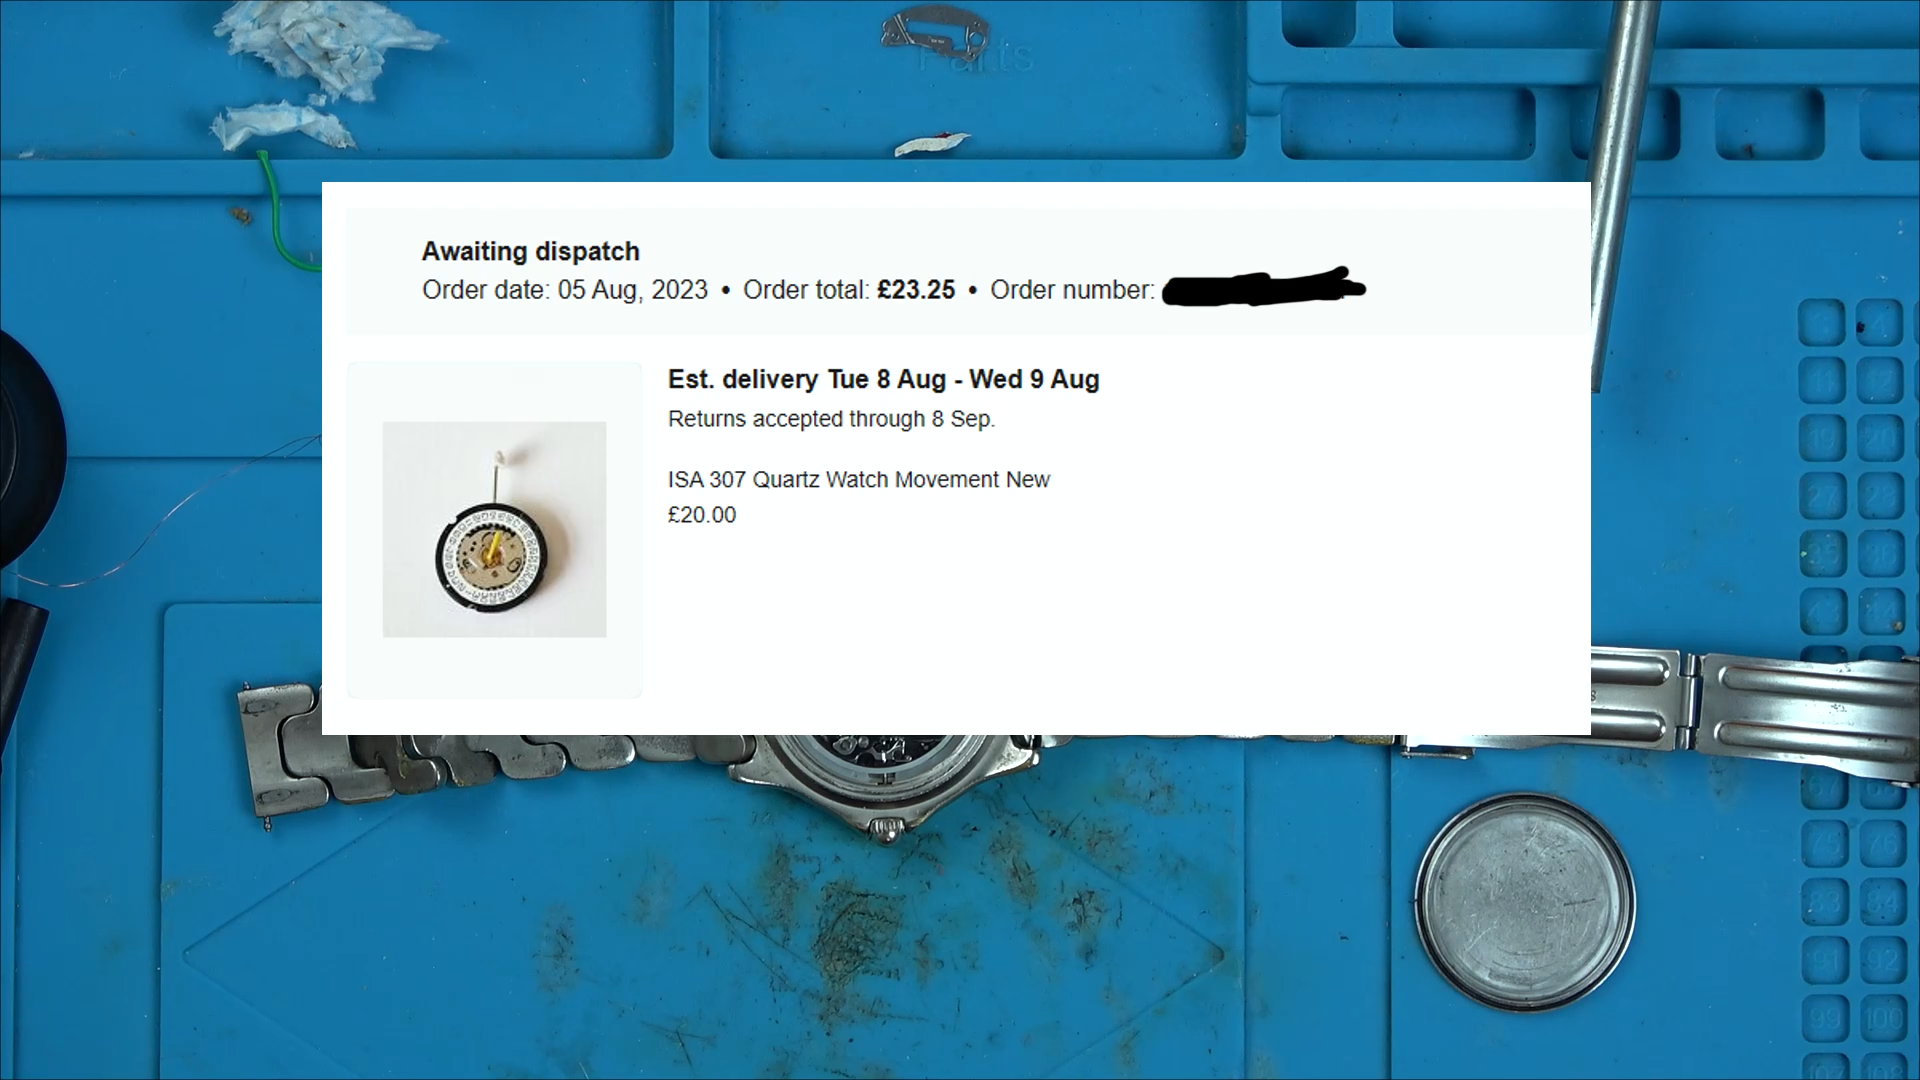 Parts
Awaiting dispatch
Order date: 05 Aug, 2023 • Order total: £23.25 • Order number:
Est. delivery Tue 8 Aug - Wed 9 Aug
Returns accepted through 8 Sep.
ISA 307 Quartz Watch Movement New
£20.00